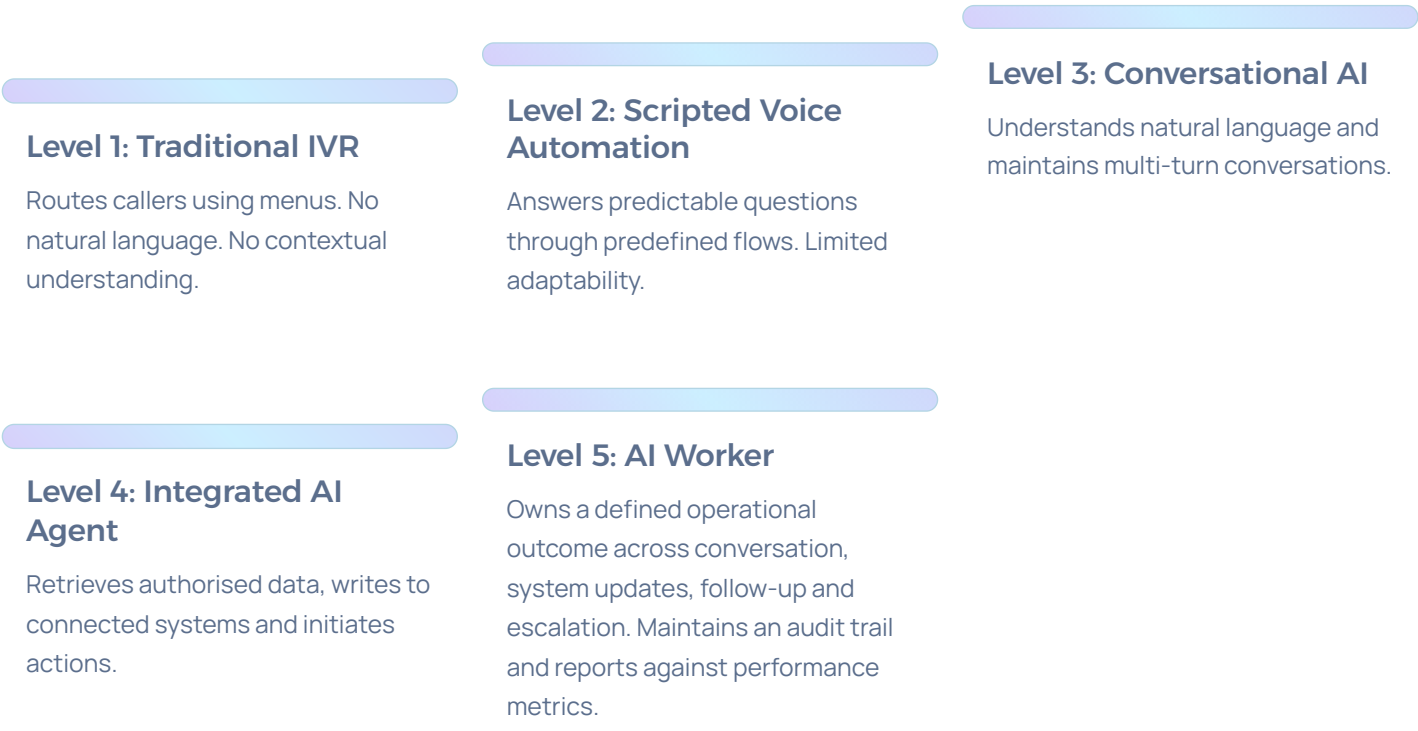 Level 1: Traditional IVR
Routes callers using menus. No
natural language. No contextual
understanding.
Level 2: Scripted Voice
Automation
Answers predictable questions
through predefined flows. Limited
adaptability.
Level 3: Conversational AI
Understands natural language and
maintains multi-turn conversations.
Level 4: Integrated AI
Agent
Retrieves authorised data, writes to
connected systems and initiates
actions.
Level 5: AI Worker
Owns a defined operational
outcome across conversation,
system updates, follow-up and
escalation. Maintains an audit trail
and reports against performance
metrics.